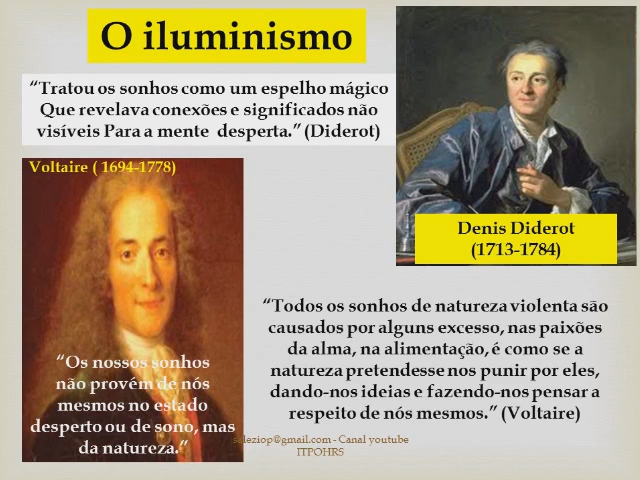 O iluminismo
“Tratou os sonhos como um espelho mágico
Que revelava conexões e significados não
visíveis Para a mente desperta.” (Diderot)
Denis Diderot
(1713-1784)
Voltaire ( 1694-1778)
“Os nossos sonhos
não provém de nós
mesmos no estado
desperto ou de sono, mas
da natureza.”
“Todos os sonhos de natureza violenta são
causados por alguns excesso, nas paixões
da alma, na alimentação, é como se a
natureza pretendesse nos punir por eles,
dando-nos ideias e fazendo-nos pensar a
respeito de nós mesmos.” (Voltaire)
- Canal youtube
ITPOHRS